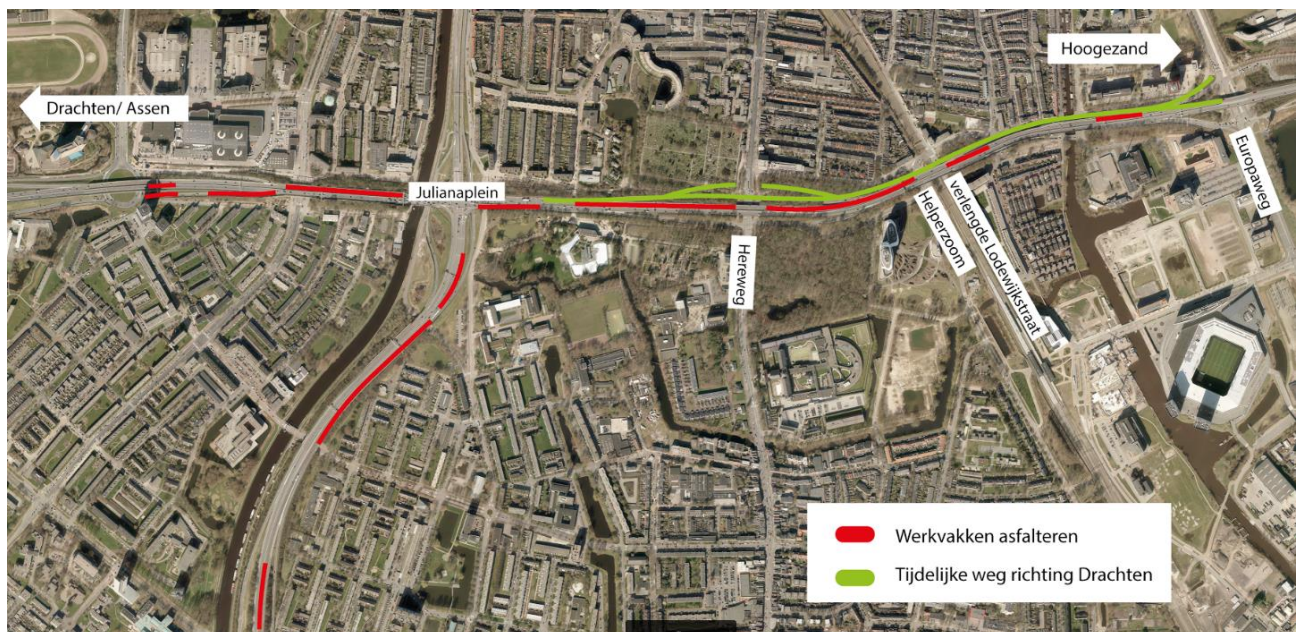 Hoogezand
Drachten/ Assen
Julianaplein
Hereweg
Helperzoom
verlengde Lodewijkstraat
Europaweg
Werkvakken asfalteren
Tijdelijke weg richting Drachten